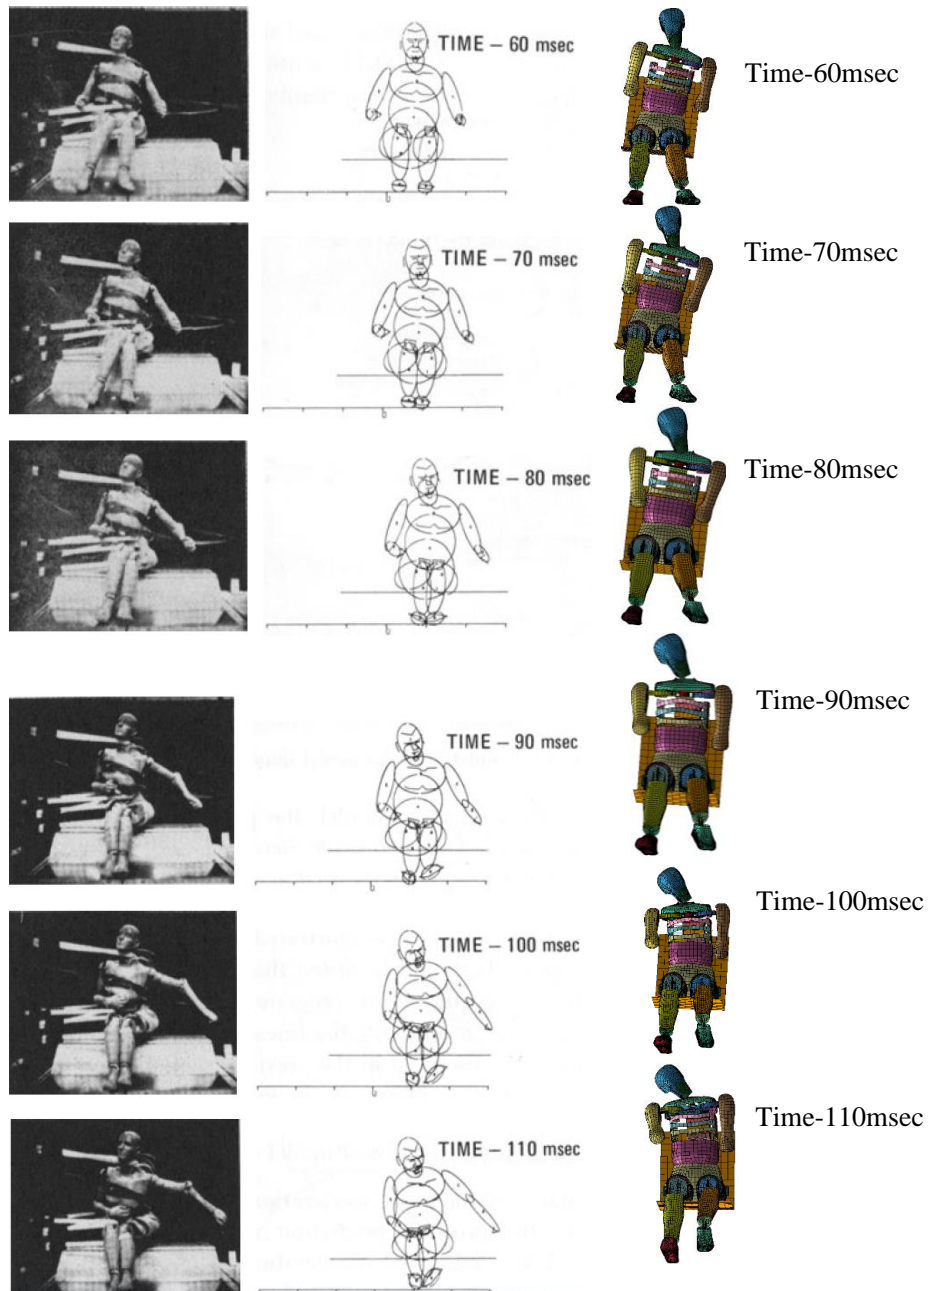 TIME – 60 msec
Time-60msec
TIME – 70 msec
Time-70msec
TIME – 80 msec
Time-80msec
TIME – 90 msec
Time-90msec
TIME – 100 msec
Time-100msec
TIME – 110 msec
Time-110msec